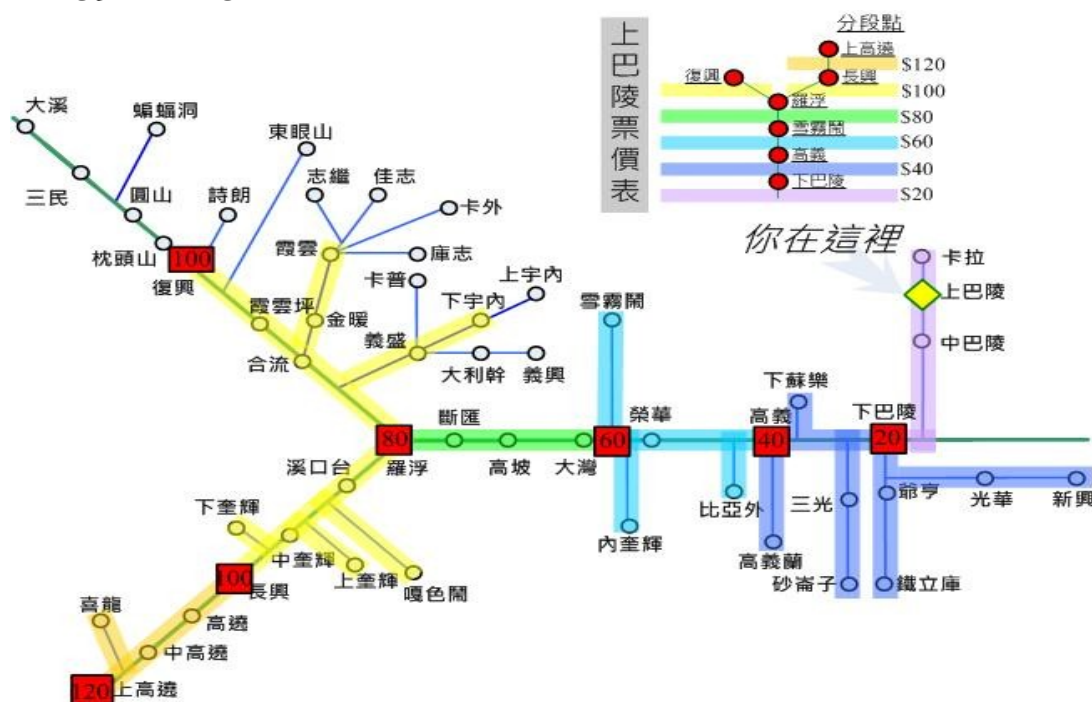 上巴陵票價表
分段點
上高遶
$120
復興
長興
$100
羅浮
$80
雪霧鬧
$60
高義
$40
下巴陵
$20
你在這裡
大溪
蝙蝠洞
東眼山
三民
圓山
詩朗
志繼
佳志
卡外
枕頭山
100
復興
霞雲
庫志
卡普
上宇內
下宇內
雪霧鬧
卡拉
上巴陵
霞雲坪
金暖
義盛
中巴陵
合流
大利幹
義興
下蘇樂
斷匯
榮華
高義
下巴陵
80
60
40
20
溪口台
羅浮
高坡
大灣
下奎輝
比亞外
三光
爺亨
光華
新興
中奎輝
內奎輝
100
長興
上奎輝
嘎色鬧
高義蘭
砂崙子
鐵立庫
喜龍
高遶
中高遶
120
上高遶